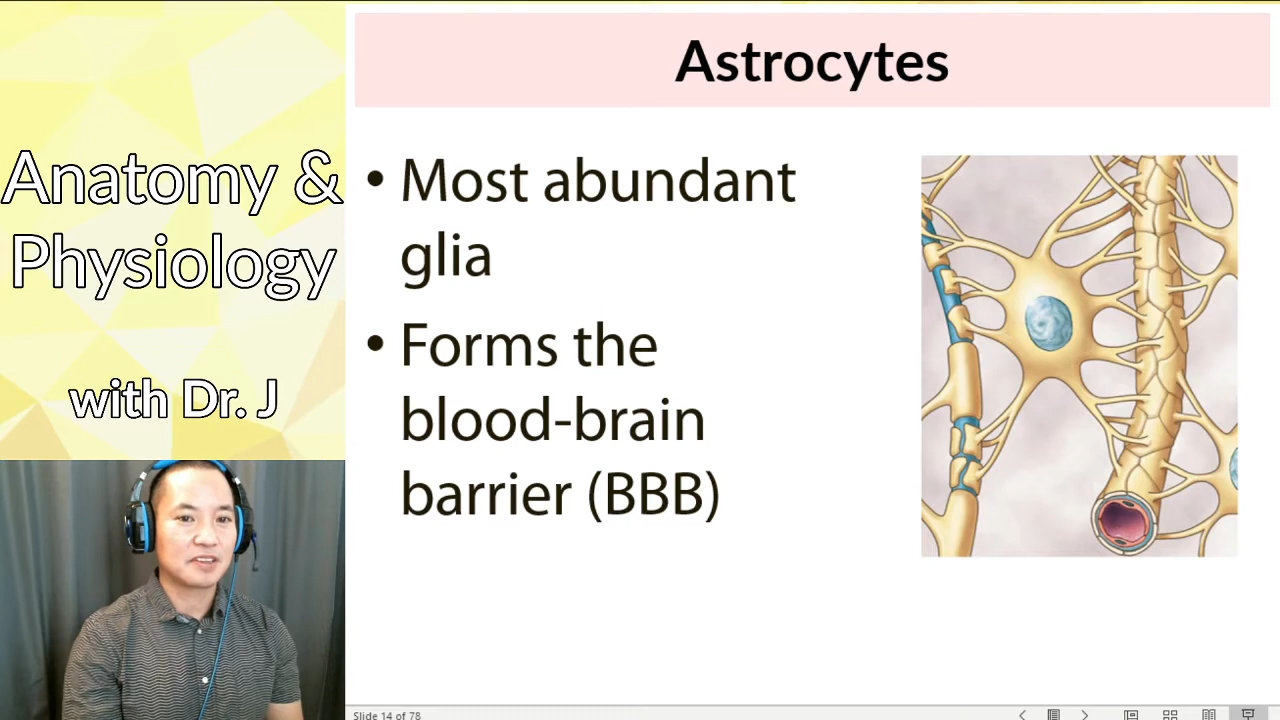 Anatomy &
Physiology
with Dr. J
Astrocytes
• Most abundant
glia
• Forms the
blood-brain
barrier (BBB)
Slide 14 of 78